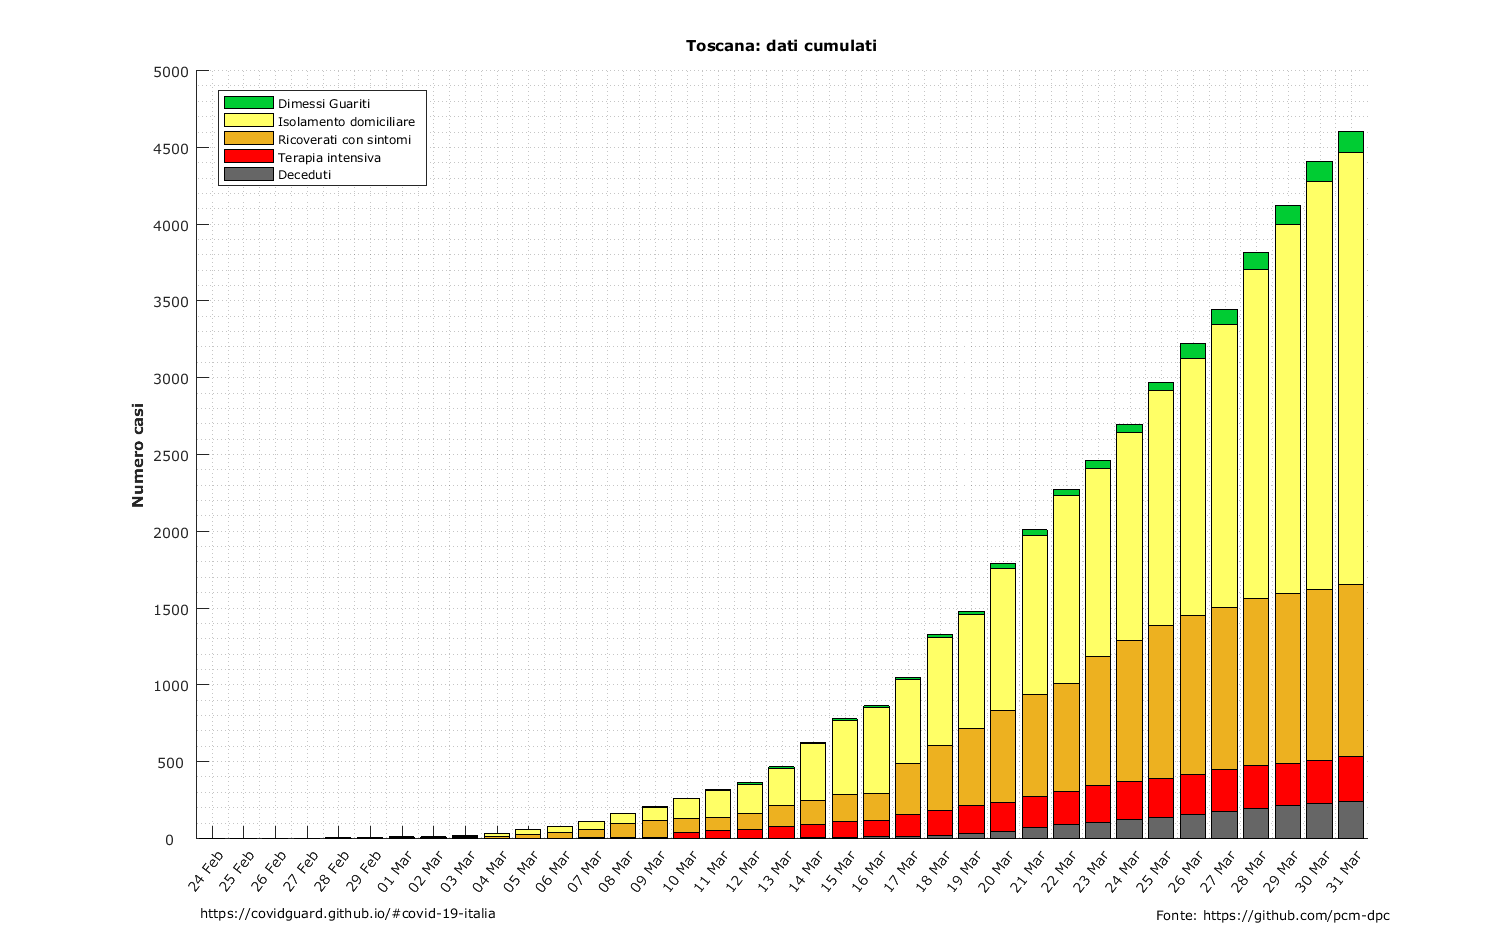 Toscana: dati cumulati
Dimessi Guariti
Isolamento domiciliare
Ricoverati con sintomi
Terapia intensiva
Deceduti
Numero casi
5000
4500
4000
3500
3000
2500
2000
1500
1000
500
0
24 Feb
25 Feb
26 Feb
27 Feb
28 Feb
29 Feb
01 Mar
02 Mar
03 Mar
04 Mar
05 Mar
06 Mar
07 Mar
08 Mar
09 Mar
10 Mar
11 Mar
12 Mar
13 Mar
14 Mar
15 Mar
16 Mar
17 Mar
18 Mar
19 Mar
20 Mar
21 Mar
22 Mar
23 Mar
24 Mar
25 Mar
26 Mar
27 Mar
28 Mar
29 Mar
30 Mar
31 Mar
https://covidguard.github.io/#covid-19-italia
Fonte: https://github.com/pcm-dpc